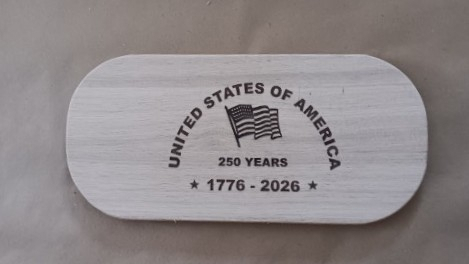 UNITED STATES OF AMERICA
250 YEARS
★ 1776 - 2026 ★